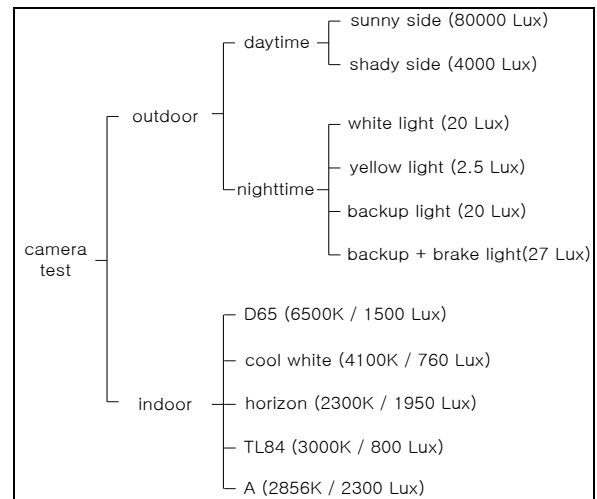 sunny side (80000 Lux)
daytime
shady side (4000 Lux)
outdoor
white light (20 Lux)
yellow light (2.5 Lux)
nighttime
backup light (20 Lux)
backup + brake light(27 Lux)
camera
test
D65 (6500K / 1500 Lux)
cool white (4100K / 760 Lux)
indoor
horizon (2300K / 1950 Lux)
TL84 (3000K / 800 Lux)
A (2856K / 2300 Lux)